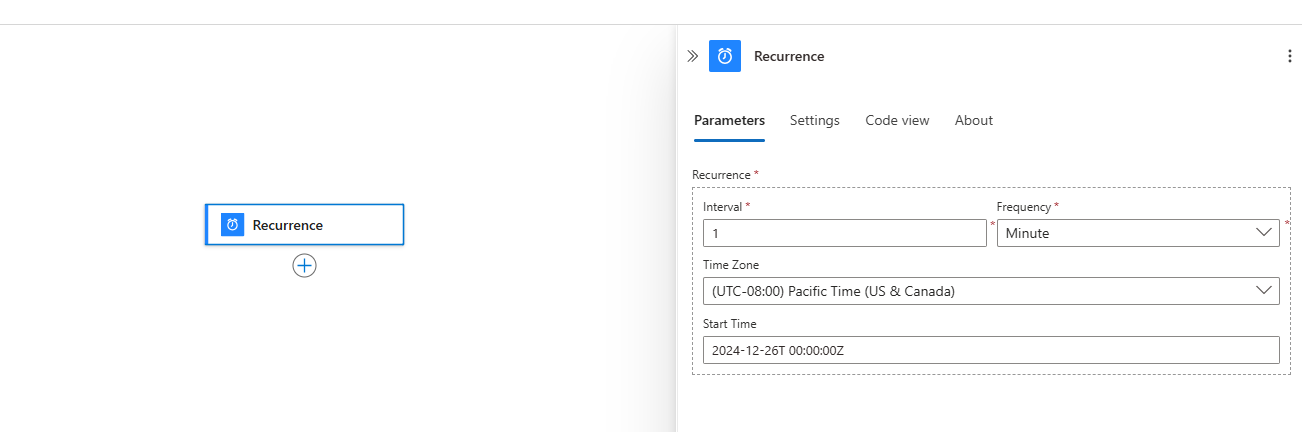 Recurrence
Parameters Settings Code view About
Recurrence *
Interval * Frequency *
1 * Minute *
Time Zone
(UTC-08:00) Pacific Time (US & Canada)
Start Time
2024-12-26T 00:00:00Z
Recurrence